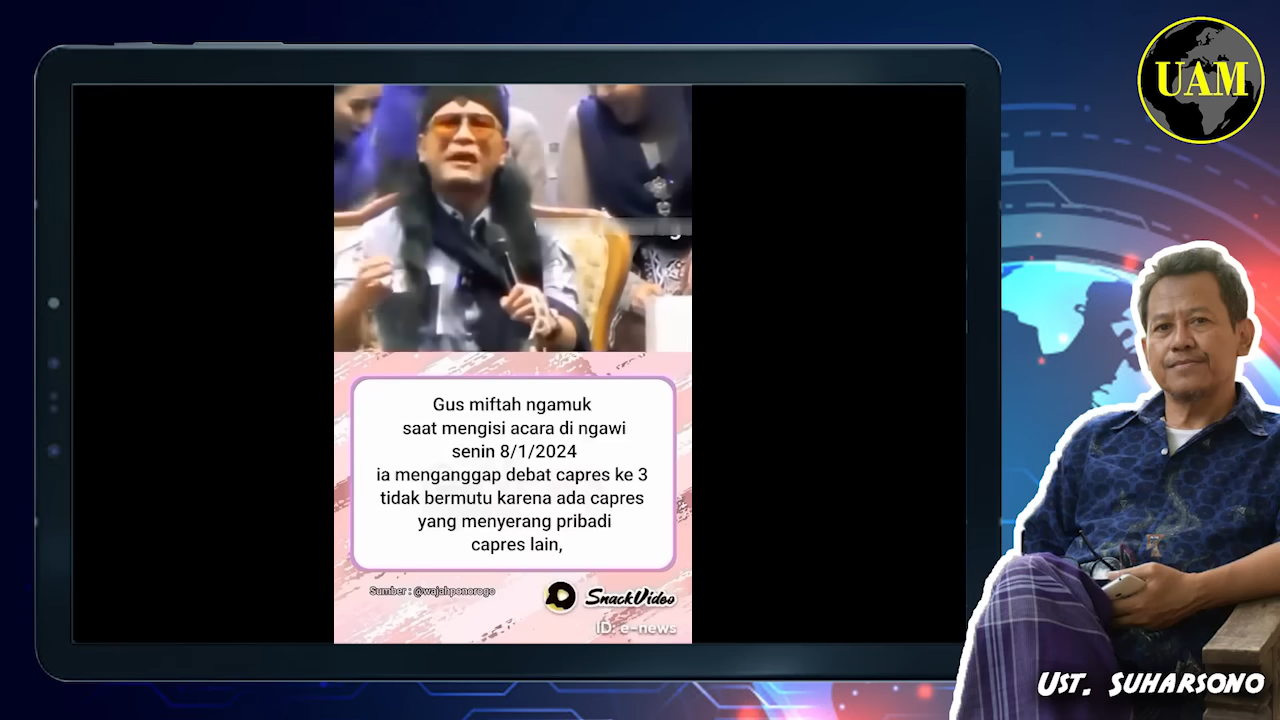 UAM
Gus miftah ngamuk
saat mengisi acara di ngawi
senin 8/1/2024
ia menganggap debat capres ke 3
tidak bermutu karena ada capres
yang menyerang pribadi
capres lain,
Sumber : @wajahponorogo
SnackVideo
ID: e-news
UST. SUHARSONO